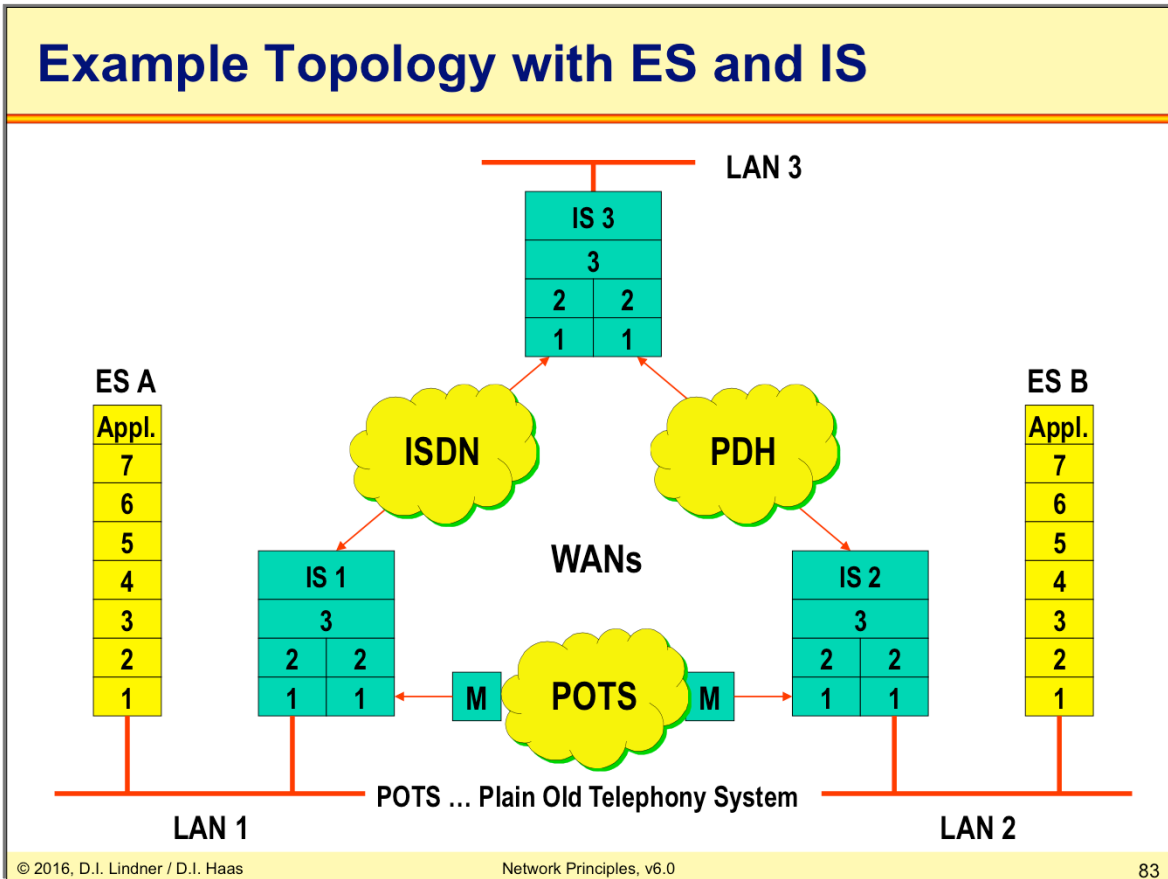 Example Topology with ES and IS
LAN 3
IS 3
3
2 2
1 1
ES A
Appl.
7
6
5
4
3
2
1
ISDN
PDH
ES B
Appl.
7
6
5
4
3
2
1
WANs
IS 1
3
2 2
1 1
M
POTS
M
IS 2
3
2 2
1 1
POTS … Plain Old Telephony System
LAN 1
LAN 2
© 2016, D.I. Lindner / D.I. Haas
Network Principles, v6.0
83